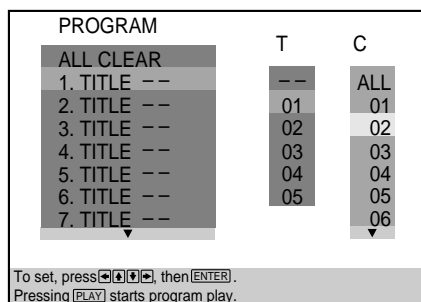 PROGRAM
T C
ALL CLEAR
1. TITLE – –
2. TITLE – –
3. TITLE – –
4. TITLE – –
5. TITLE – –
6. TITLE – –
7. TITLE – –
– –
01
02
03
04
05
ALL
01
02
03
04
05
06
To set, press ←↑↓→, then ENTER.
Pressing PLAY starts program play.